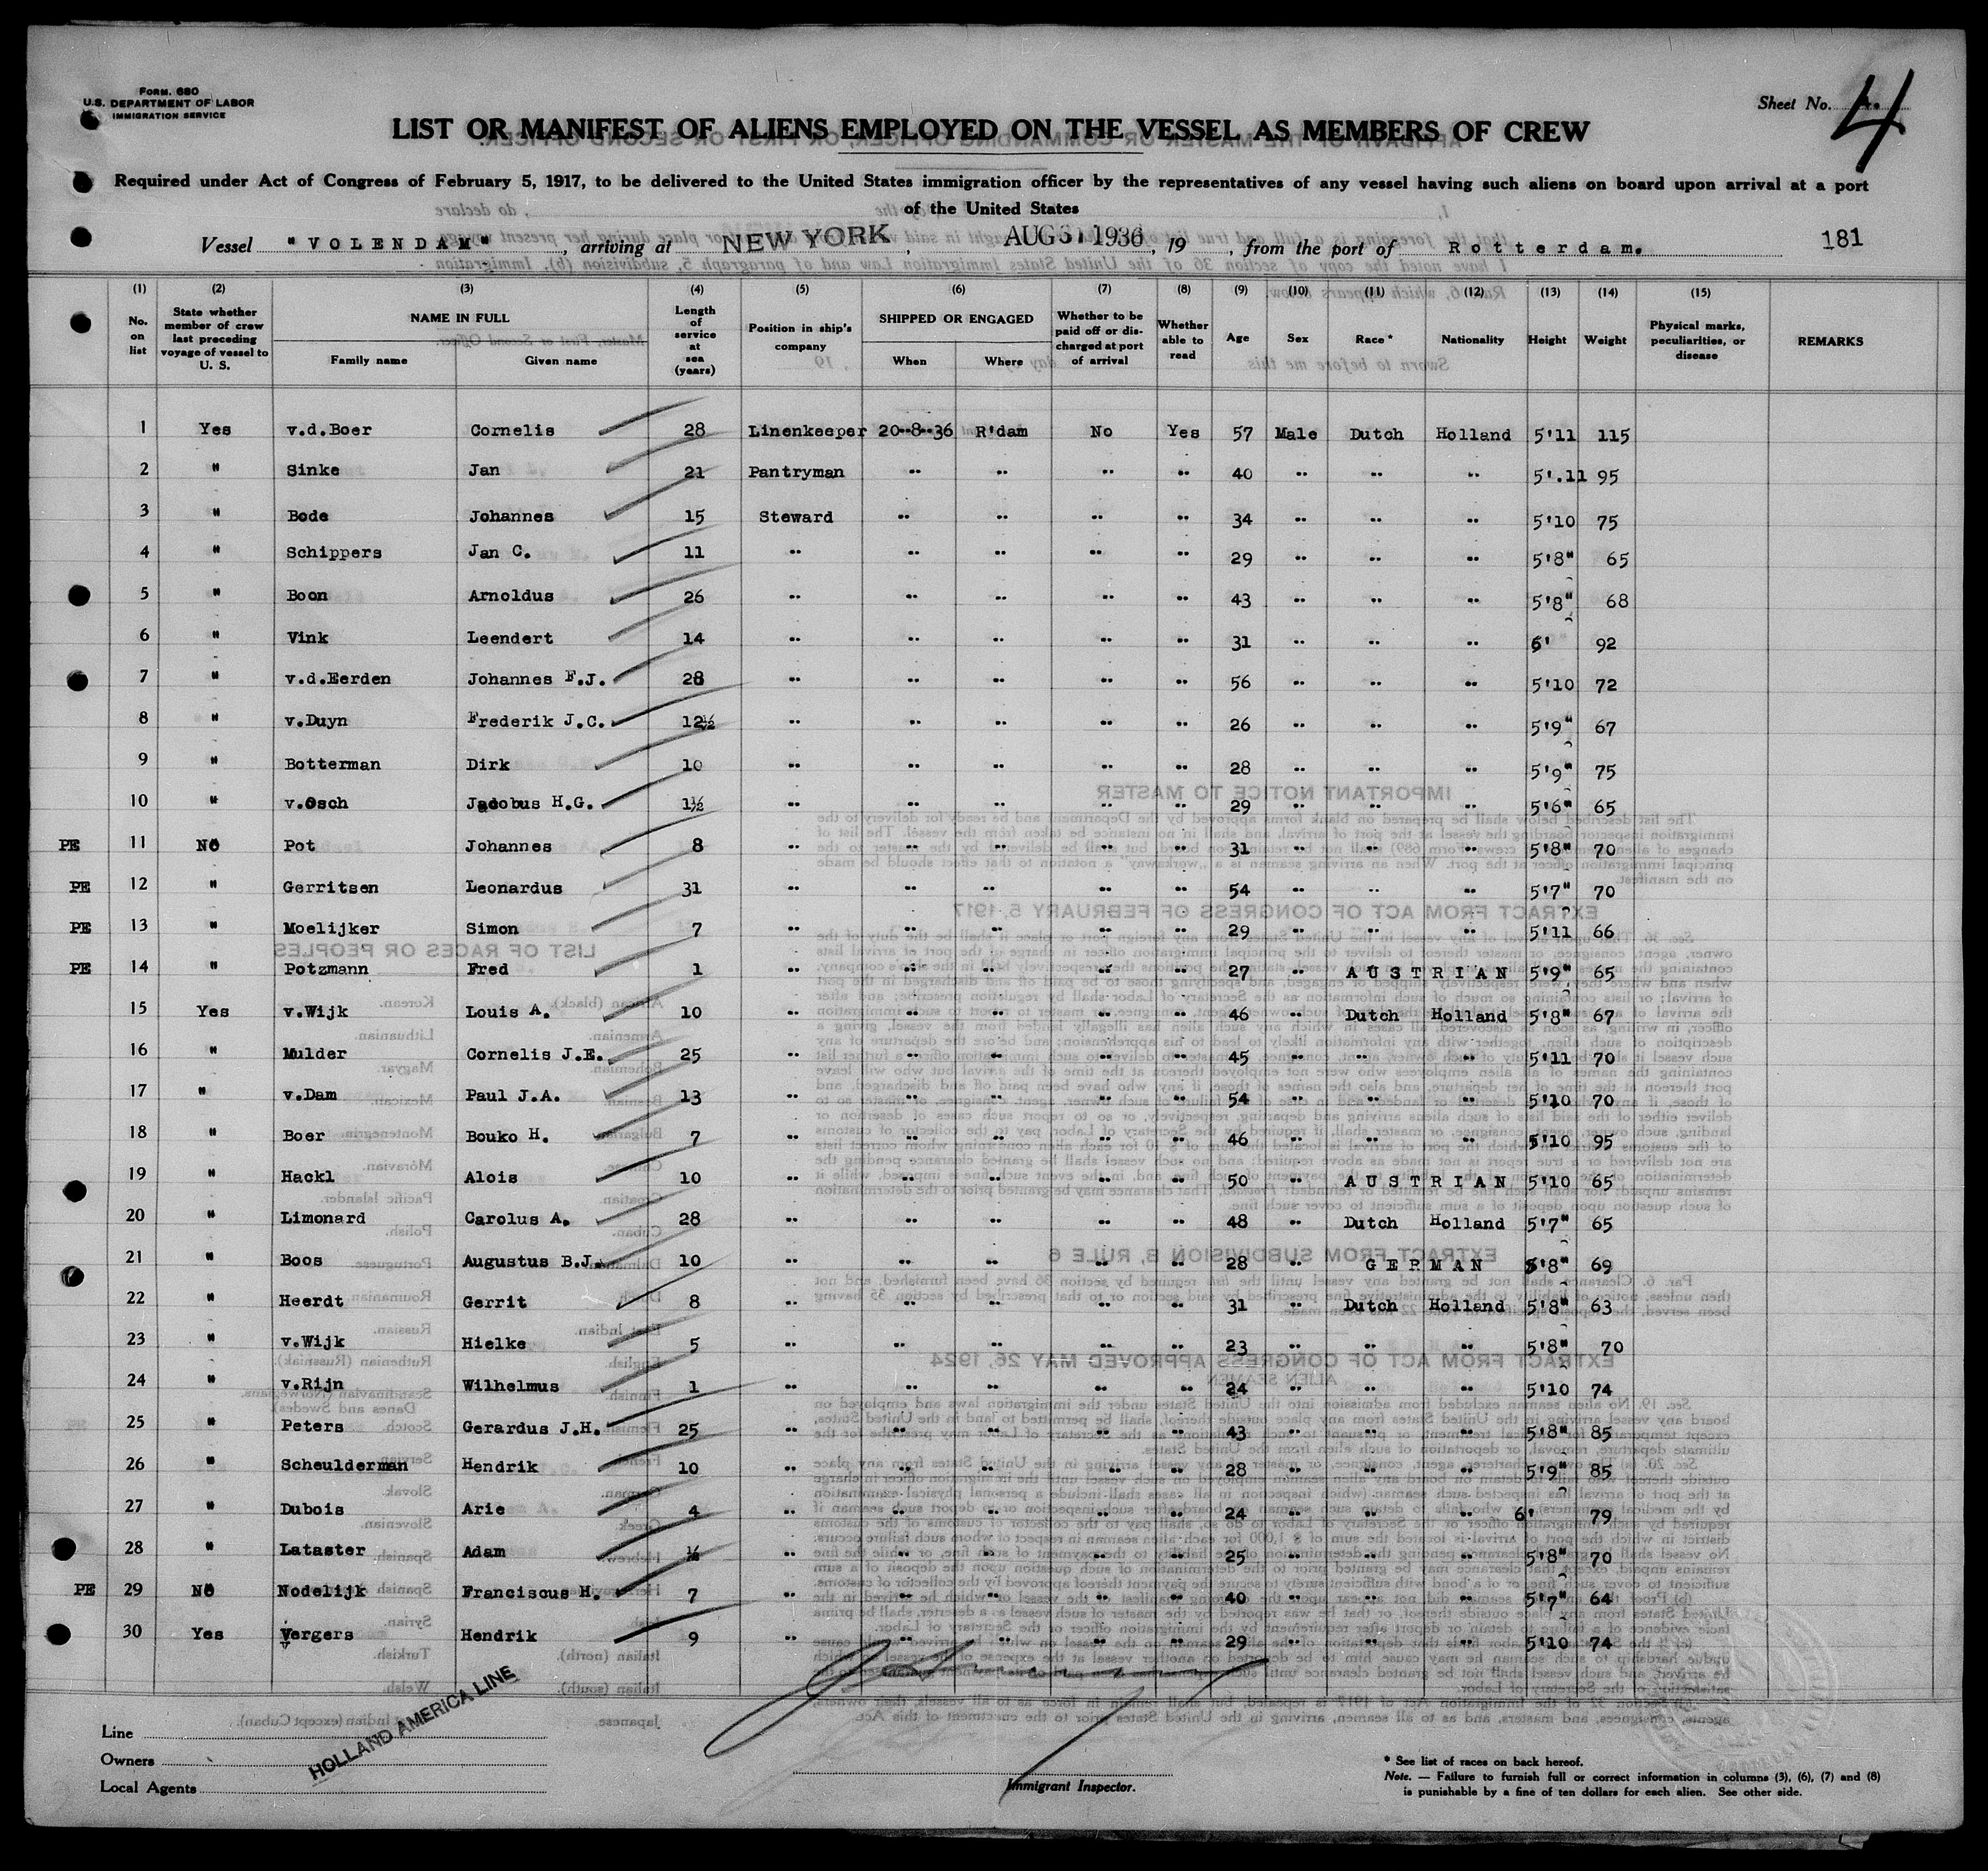 FORM. 680
U.S. DEPARTMENT OF LABOR
IMMIGRATION SERVICE
Sheet No. 4
LIST OR MANIFEST OF ALIENS EMPLOYED ON THE VESSEL AS MEMBERS OF CREW
Required under Act of Congress of February 5, 1917, to be delivered to the United States immigration officer by the representatives of any vessel having such aliens on board upon arrival at a port
of the United States
Vessel "VOLENDAM", arriving at NEW YORK, AUG 31 1936, 19 , from the port of Rotterdam. 181
(1) No. on list (2) State whether member of crew last preceding voyage of vessel to U. S. (3) NAME IN FULL Family name Given name (4) Length of service at sea (years) (5) Position in ship's company (6) SHIPPED OR ENGAGED When Where (7) Whether to be paid off or discharged at port of arrival (8) Whether able to read (9) Age (10) Sex (11) Race* (12) Nationality (13) Height (14) Weight (15) Physical marks, peculiarities, or disease REMARKS
1 Yes v.d.Boer Cornelis 28 Linenkeeper 20-8-36 R'dam No Yes 57 Male Dutch Holland 5'11 115
2 " Sinke Jan 21 Pantryman " " " " 40 " " " 5'.11 95
3 " Bode Johannes 15 Steward " " " " 34 " " " 5'10 75
4 " Schippers Jan C. 11 " " " " " 29 " " " 5'8" 65
5 " Boon Arnoldus 26 " " " " " 43 " " " 5'8" 68
6 " Vink Leendert 14 " " " " " 31 " " " 6' 92
7 " v.d.Eerden Johannes F.J. 28 " " " " " 56 " " " 5'10 72
8 " v.Duyn Frederik J.C. 12½ " " " " " 26 " " " 5'9" 67
9 " Botterman Dirk 10 " " " " " 28 " " " 5'9" 75
10 " v.Osch Jacobus H.G. 1½ " " " " " 29 " " " 5'6" 65
PE 11 No Pot Johannes 8 " " " " " 31 " " " 5'8" 70
PE 12 " Gerritsen Leonardus 31 " " " " " 54 " " " 5'7" 70
PE 13 " Moelijker Simon 7 " " " " " 29 " " " 5'11 66
PE 14 " Potzmann Fred 1 " " " " " 27 " AUSTRIAN 5'9" 65
15 Yes v.Wijk Louis A. 10 " " " " " 46 " Dutch Holland 5'8" 67
16 " Mulder Cornelis J.E. 25 " " " " " 45 " " " 5'11 70
17 " v.Dam Paul J.A. 13 " " " " " 54 " " " 5'10 70
18 " Boer Bouko H. 7 " " " " " 46 " " " 5'10 95
19 " Hackl Alois 10 " " " " " 50 " AUSTRIAN 5'10 65
20 " Limonard Carolus A. 28 " " " " " 48 " Dutch Holland 5'7" 65
21 " Boos Augustus B.J. 10 " " " " " 28 " GERMAN 5'8" 69
22 " Heerdt Gerrit 8 " " " " " 31 " Dutch Holland 5'8" 63
23 " v.Wijk Hielke 5 " " " " " 23 " " " 5'8" 70
24 " v.Rijn Wilhelmus 1 " " " " " 24 " " " 5'10 74
25 " Peters Gerardus J.H. 25 " " " " " 43 " " " 5'8" 85
26 " Scheulderman Hendrik 10 " " " " " 28 " " " 5'9" 85
27 " Dubois Arie 4 " " " " " 24 " " " 6' 79
28 " Lataster Adam ½ " " " " " 25 " " " 5'8" 70
PE 29 No Nodelijk Franciscus H. 7 " " " " " 40 " " " 5'7" 64
30 Yes Vergers Hendrik 9 " " " " " 29 " " " 5'10 74
Line
Owners
Local Agents
HOLLAND AMERICA LINE
Immigrant Inspector.
* See list of races on back hereof.
Note. — Failure to furnish full or correct information in columns (3), (6), (7) and (8)
is punishable by a fine of ten dollars for each alien. See other side.